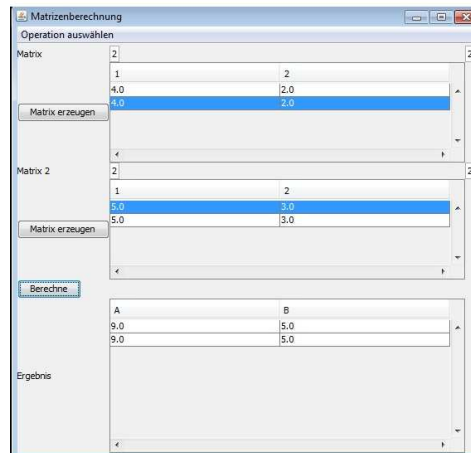 Matrizenberechnung
Operation auswählen
Matrix 2 2
1 2
4.0 2.0
4.0 2.0
Matrix erzeugen
Matrix 2 2 2
1 2
5.0 3.0
5.0 3.0
Matrix erzeugen
Berechne
A B
9.0 5.0
9.0 5.0
Ergebnis